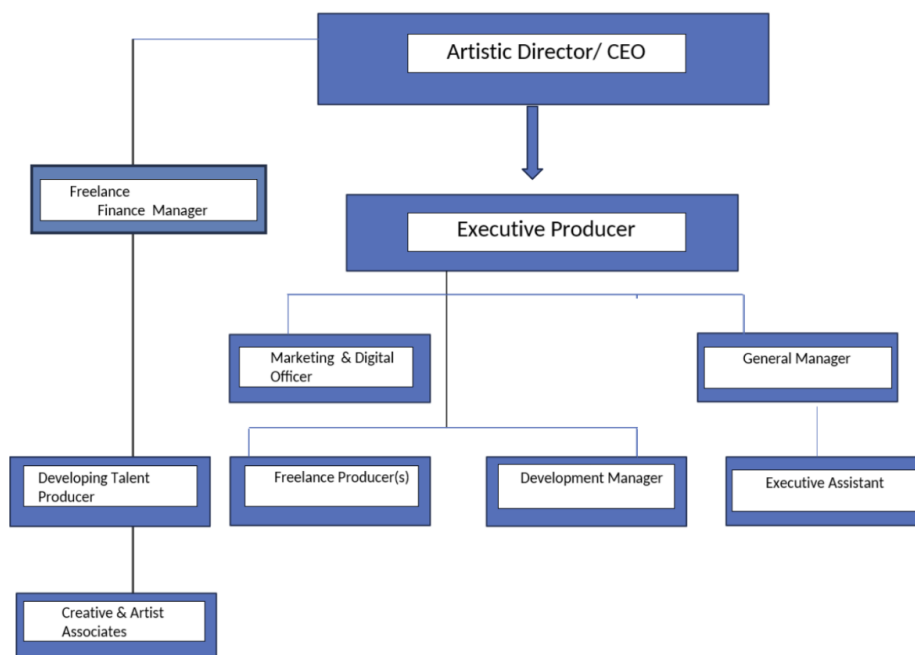 Artistic Director/ CEO
Freelance
Finance Manager
Executive Producer
Marketing & Digital
Officer
General Manager
Developing Talent
Producer
Freelance Producer(s)
Development Manager
Executive Assistant
Creative & Artist
Associates